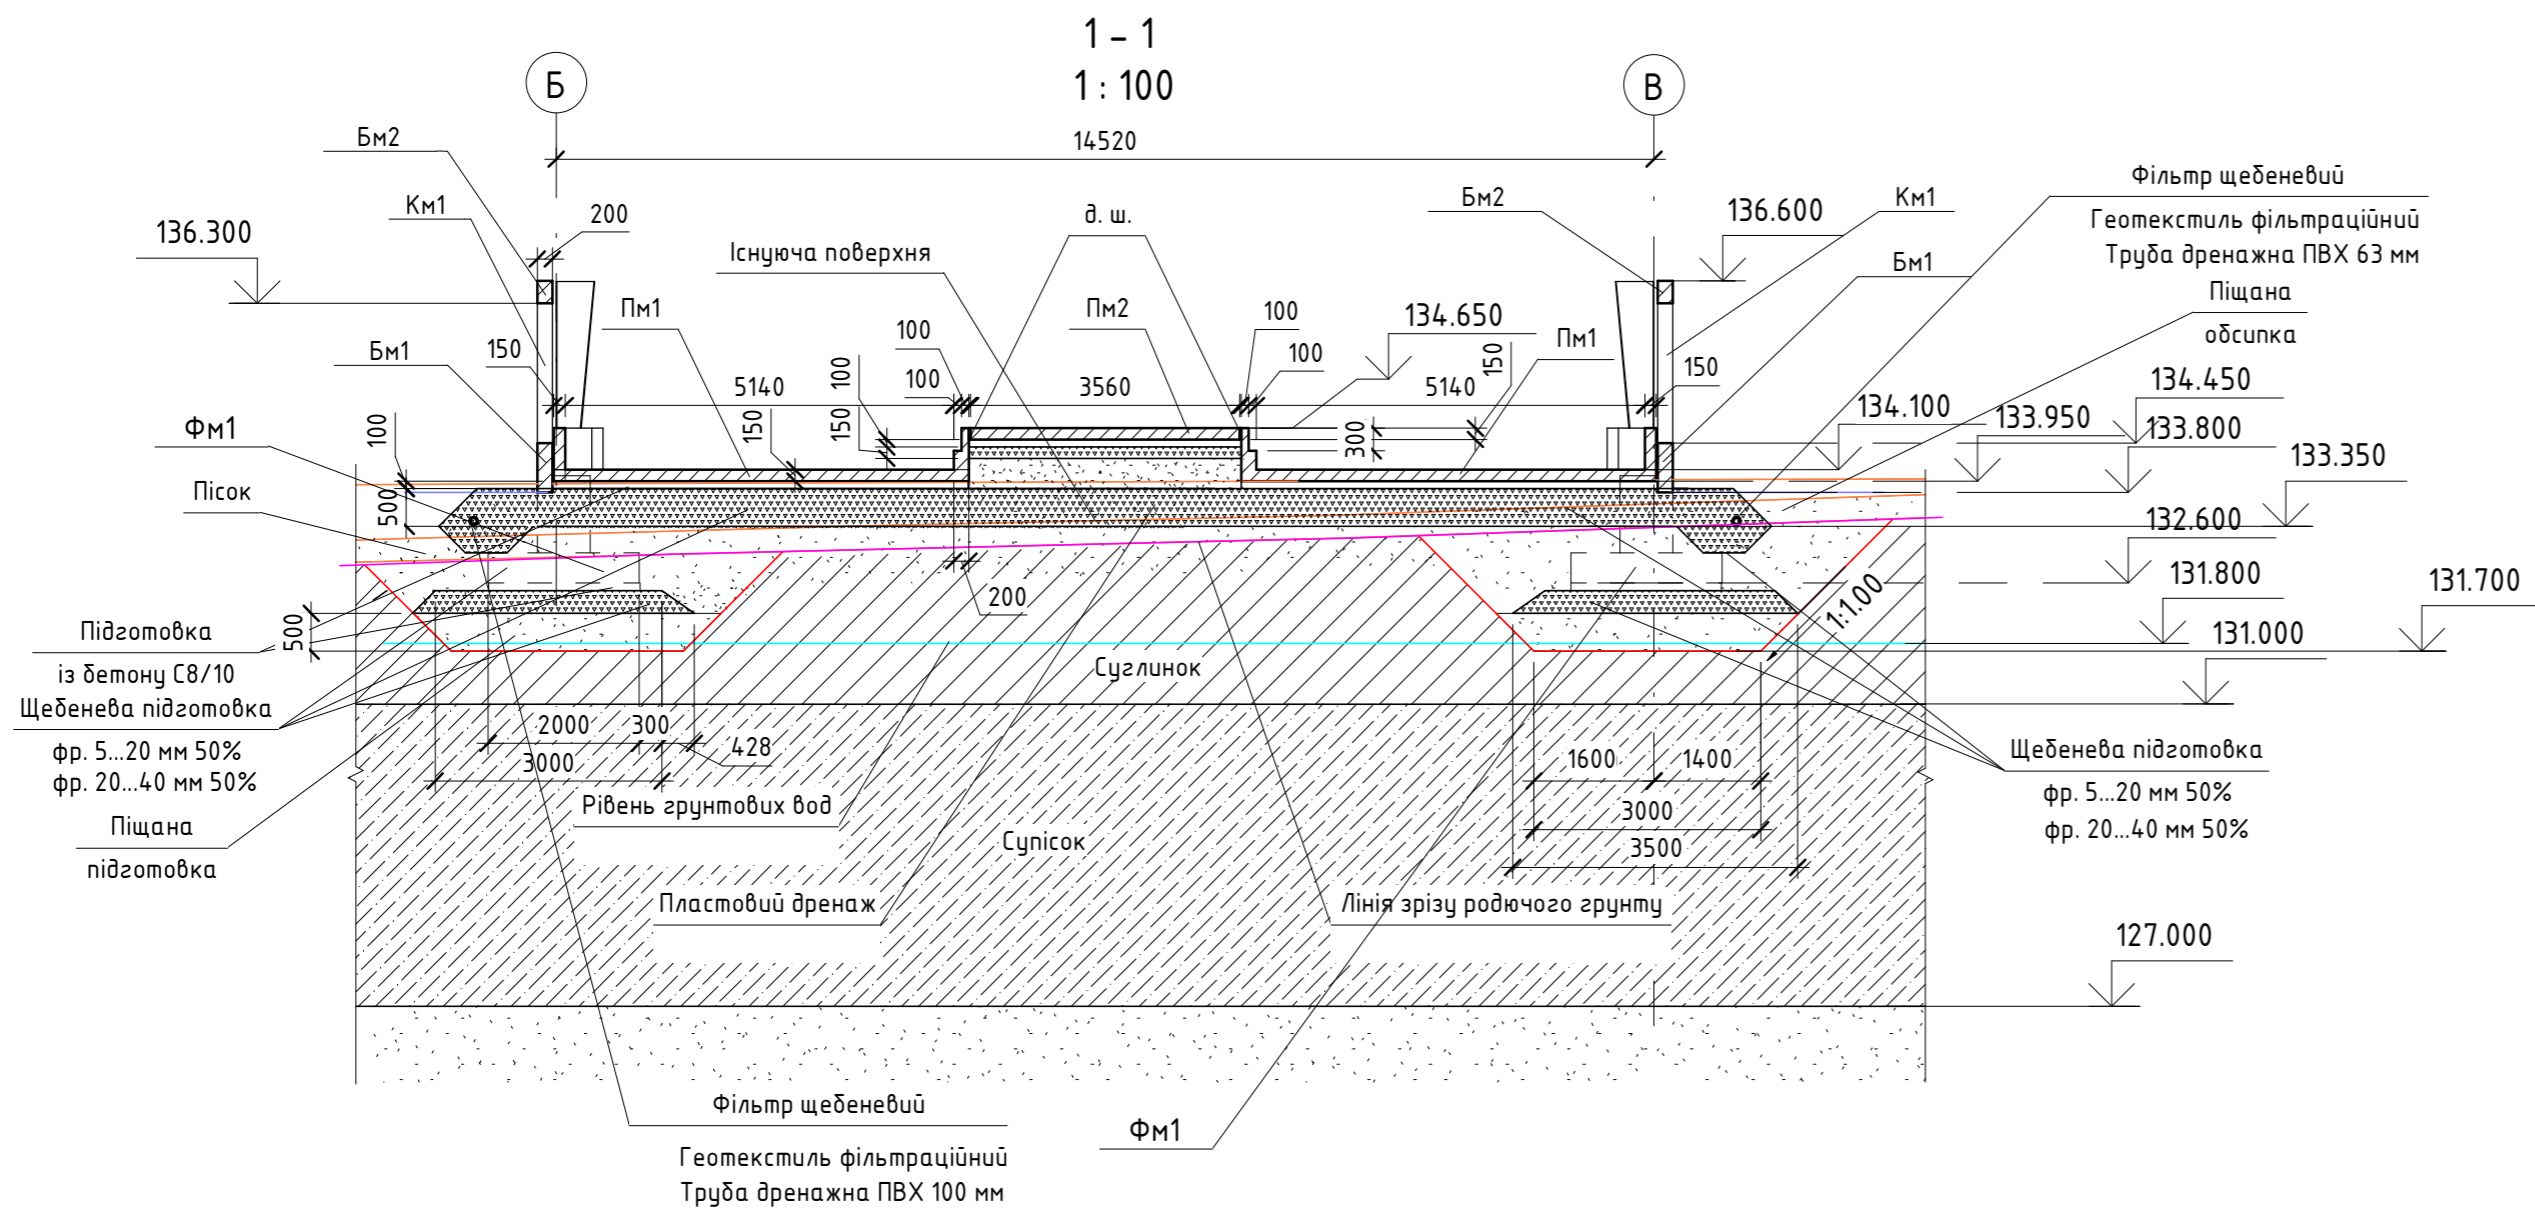 1 - 1
1 : 100
Б
В
14520
Бм2
Км1
136.300
200
Існуюча поверхня
д. ш.
Бм2
136.600
Км1
Фільтр щебеневий
Геотекстиль фільтраційний
Труба дренажна ПВХ 63 мм
Бм1
Піщана
обсипка
Бм1
150
Пм1
5140
100
150
100
100
Пм2
3560
100
100
134.650
5140
150
Пм1
150
300
134.450
134.100
133.950
133.800
133.350
132.600
131.800
131.700
131.000
Фм1
100
150
Пісок
500
500
200
1:1.00
Підготовка
із бетону С8/10
Щебенева підготовка
фр. 5...20 мм 50%
фр. 20...40 мм 50%
Піщана
підготовка
2000
300
428
3000
Суглинок
1600
1400
3000
3500
Рівень грунтових вод
Супісок
Щебенева підготовка
фр. 5...20 мм 50%
фр. 20...40 мм 50%
Пластовий дренаж
Лінія зрізу родючого грунту
127.000
Фільтр щебеневий
Геотекстиль фільтраційний
Труба дренажна ПВХ 100 мм
Фм1